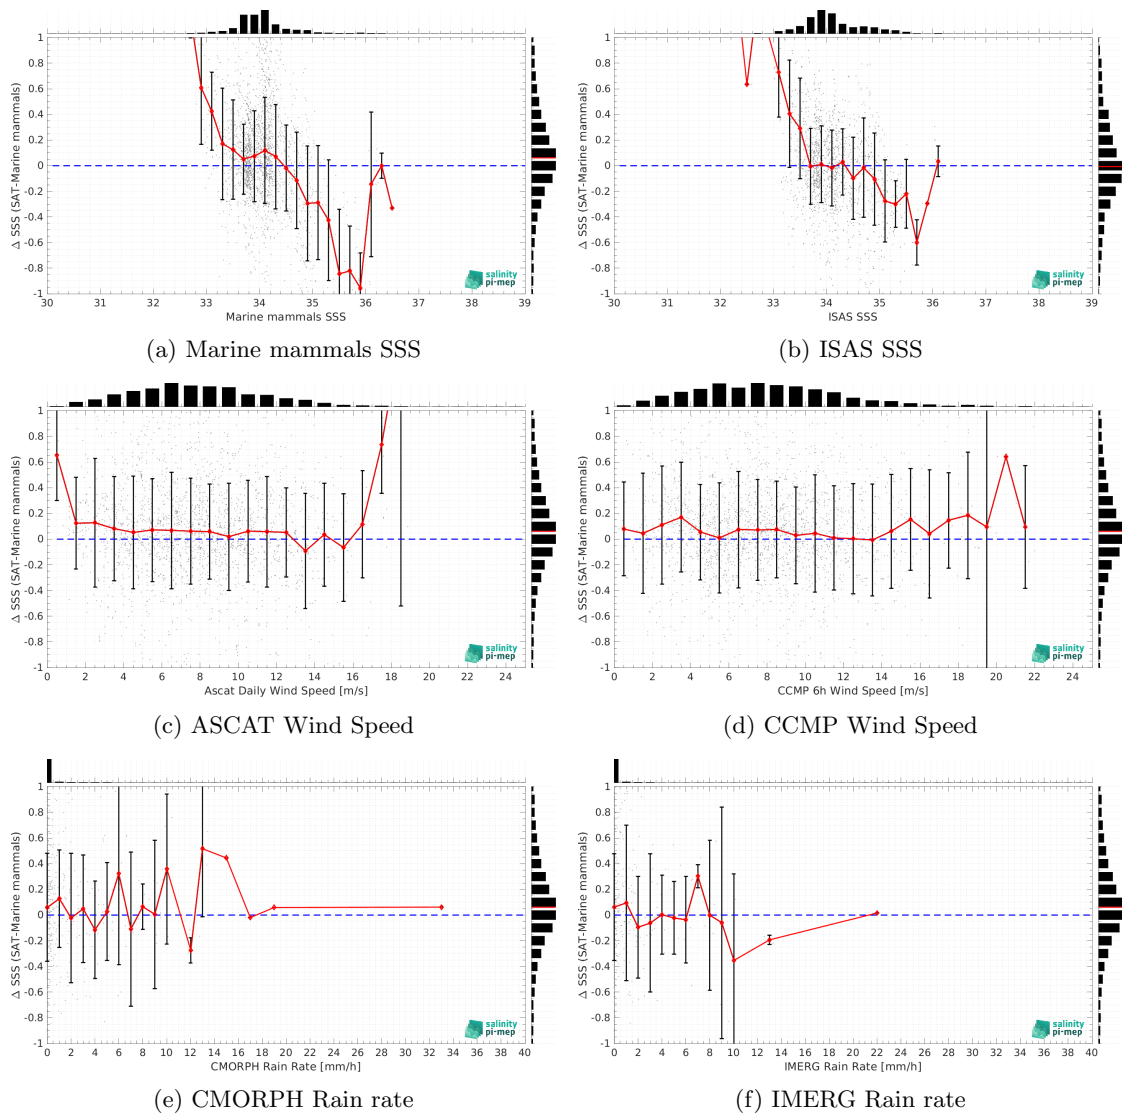 1
0.8
0.6
0.4
0.2
0
-0.2
-0.4
-0.6
-0.8
-1
Δ SSS (SAT-Marine mammals)
30 31 32 33 34 35 36 37 38 39
Marine mammals SSS
salinity
pi-mep
(a) Marine mammals SSS
1
0.8
0.6
0.4
0.2
0
-0.2
-0.4
-0.6
-0.8
-1
Δ SSS (SAT-Marine mammals)
30 31 32 33 34 35 36 37 38 39
ISAS SSS
salinity
pi-mep
(b) ISAS SSS
1
0.8
0.6
0.4
0.2
0
-0.2
-0.4
-0.6
-0.8
-1
Δ SSS (SAT-Marine mammals)
0 2 4 6 8 10 12 14 16 18 20 22 24
Ascat Daily Wind Speed [m/s]
salinity
pi-mep
(c) ASCAT Wind Speed
1
0.8
0.6
0.4
0.2
0
-0.2
-0.4
-0.6
-0.8
-1
Δ SSS (SAT-Marine mammals)
0 2 4 6 8 10 12 14 16 18 20 22 24
CCMP 6h Wind Speed [m/s]
salinity
pi-mep
(d) CCMP Wind Speed
1
0.8
0.6
0.4
0.2
0
-0.2
-0.4
-0.6
-0.8
-1
Δ SSS (SAT-Marine mammals)
0 2 4 6 8 10 12 14 16 18 20 22 24 26 28 30 32 34 36 38 40
CMORPH Rain Rate [mm/h]
salinity
pi-mep
(e) CMORPH Rain rate
1
0.8
0.6
0.4
0.2
0
-0.2
-0.4
-0.6
-0.8
-1
Δ SSS (SAT-Marine mammals)
0 2 4 6 8 10 12 14 16 18 20 22 24 26 28 30 32 34 36 38 40
IMERG Rain Rate [mm/h]
salinity
pi-mep
(f) IMERG Rain rate